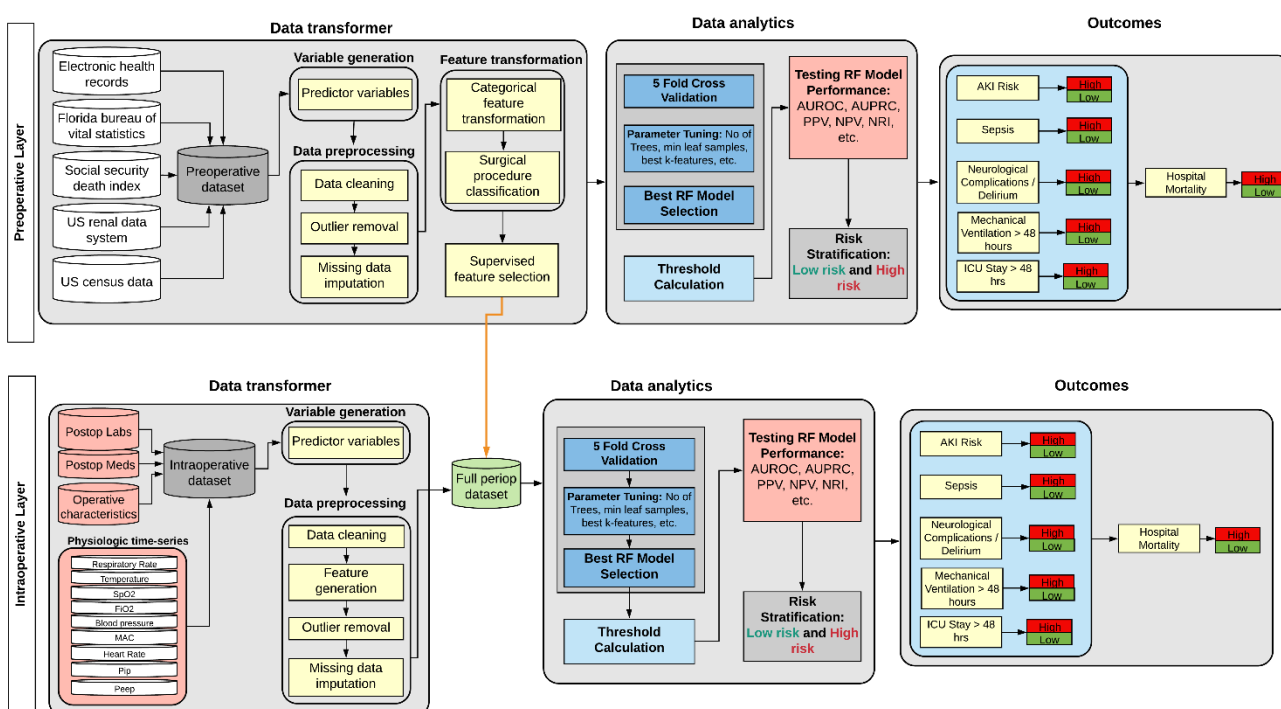 Preoperative Layer
Data transformer
Electronic health
records
Florida bureau of
vital statistics
Social security
death index
US renal data
system
US census data
Preoperative
dataset
Variable generation
Predictor variables
Data preprocessing
Data cleaning
Outlier removal
Missing data
imputation
Feature transformation
Categorical
feature
transformation
Surgical
procedure
classification
Supervised
feature selection
Data analytics
5 Fold Cross
Validation
Parameter Tuning: No of
Trees, min leaf samples,
best k-features, etc.
Best RF Model
Selection
Threshold
Calculation
Testing RF Model
Performance:
AUROC, AUPRC,
PPV, NPV, NRI,
etc.
Risk
Stratification:
Low risk and High
risk
Outcomes
AKI Risk
High
Low
Sepsis
High
Low
Neurological
Complications /
Delirium
High
Low
Mechanical
Ventilation > 48
hours
High
Low
ICU Stay > 48
hrs
High
Low
Hospital
Mortality
High
Low
Intraoperative Layer
Data transformer
Postop Labs
Postop Meds
Operative
characteristics
Physiologic time-series
Respiratory Rate
Temperature
SpO2
FiO2
Blood pressure
MAC
Heart Rate
Pip
Peep
Intraoperative
dataset
Variable generation
Predictor variables
Data preprocessing
Data cleaning
Feature
generation
Outlier removal
Missing data
imputation
Full periop
dataset
Data analytics
5 Fold Cross
Validation
Parameter Tuning: No of
Trees, min leaf samples,
best k-features, etc.
Best RF Model
Selection
Threshold
Calculation
Testing RF Model
Performance:
AUROC, AUPRC,
PPV, NPV, NRI,
etc.
Risk
Stratification:
Low risk and High
risk
Outcomes
AKI Risk
High
Low
Sepsis
High
Low
Neurological
Complications /
Delirium
High
Low
Mechanical
Ventilation > 48
hours
High
Low
ICU Stay > 48
hrs
High
Low
Hospital
Mortality
High
Low